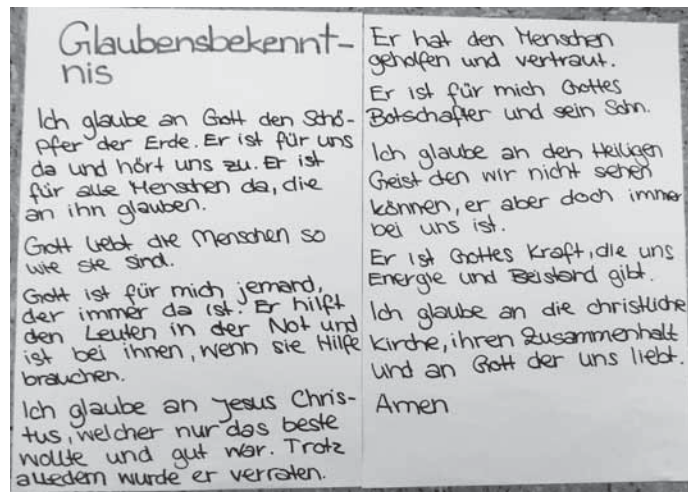 Glaubensbekennt-
nis
Ich glaube an Gott den Schö-
pfer der Erde. Er ist für uns
da und hört uns zu. Er ist
für alle Menschen da, die
an ihn glauben.
Gott liebt die Menschen so
wie sie sind.
Gott ist für mich jemand,
der immer da ist. Er hilft
den Leuten in der Not und
ist bei ihnen, wenn sie Hilfe
brauchen.
Ich glaube an Jesus Chris-
tus, welcher nur das beste
wollte und gut war. Trotz
alledem wurde er verraten.
Er hat den Menschen
geholfen und vertraut.
Er ist für mich Gottes
Botschafter und sein Sohn.
Ich glaube an den Heiligen
Geist den wir nicht sehen
können, er aber doch immer
bei uns ist.
Er ist Gottes Kraft, die uns
Energie und Beistand gibt.
Ich glaube an die christliche
Kirche, ihren Zusammenhalt
und an Gott der uns liebt.
Amen